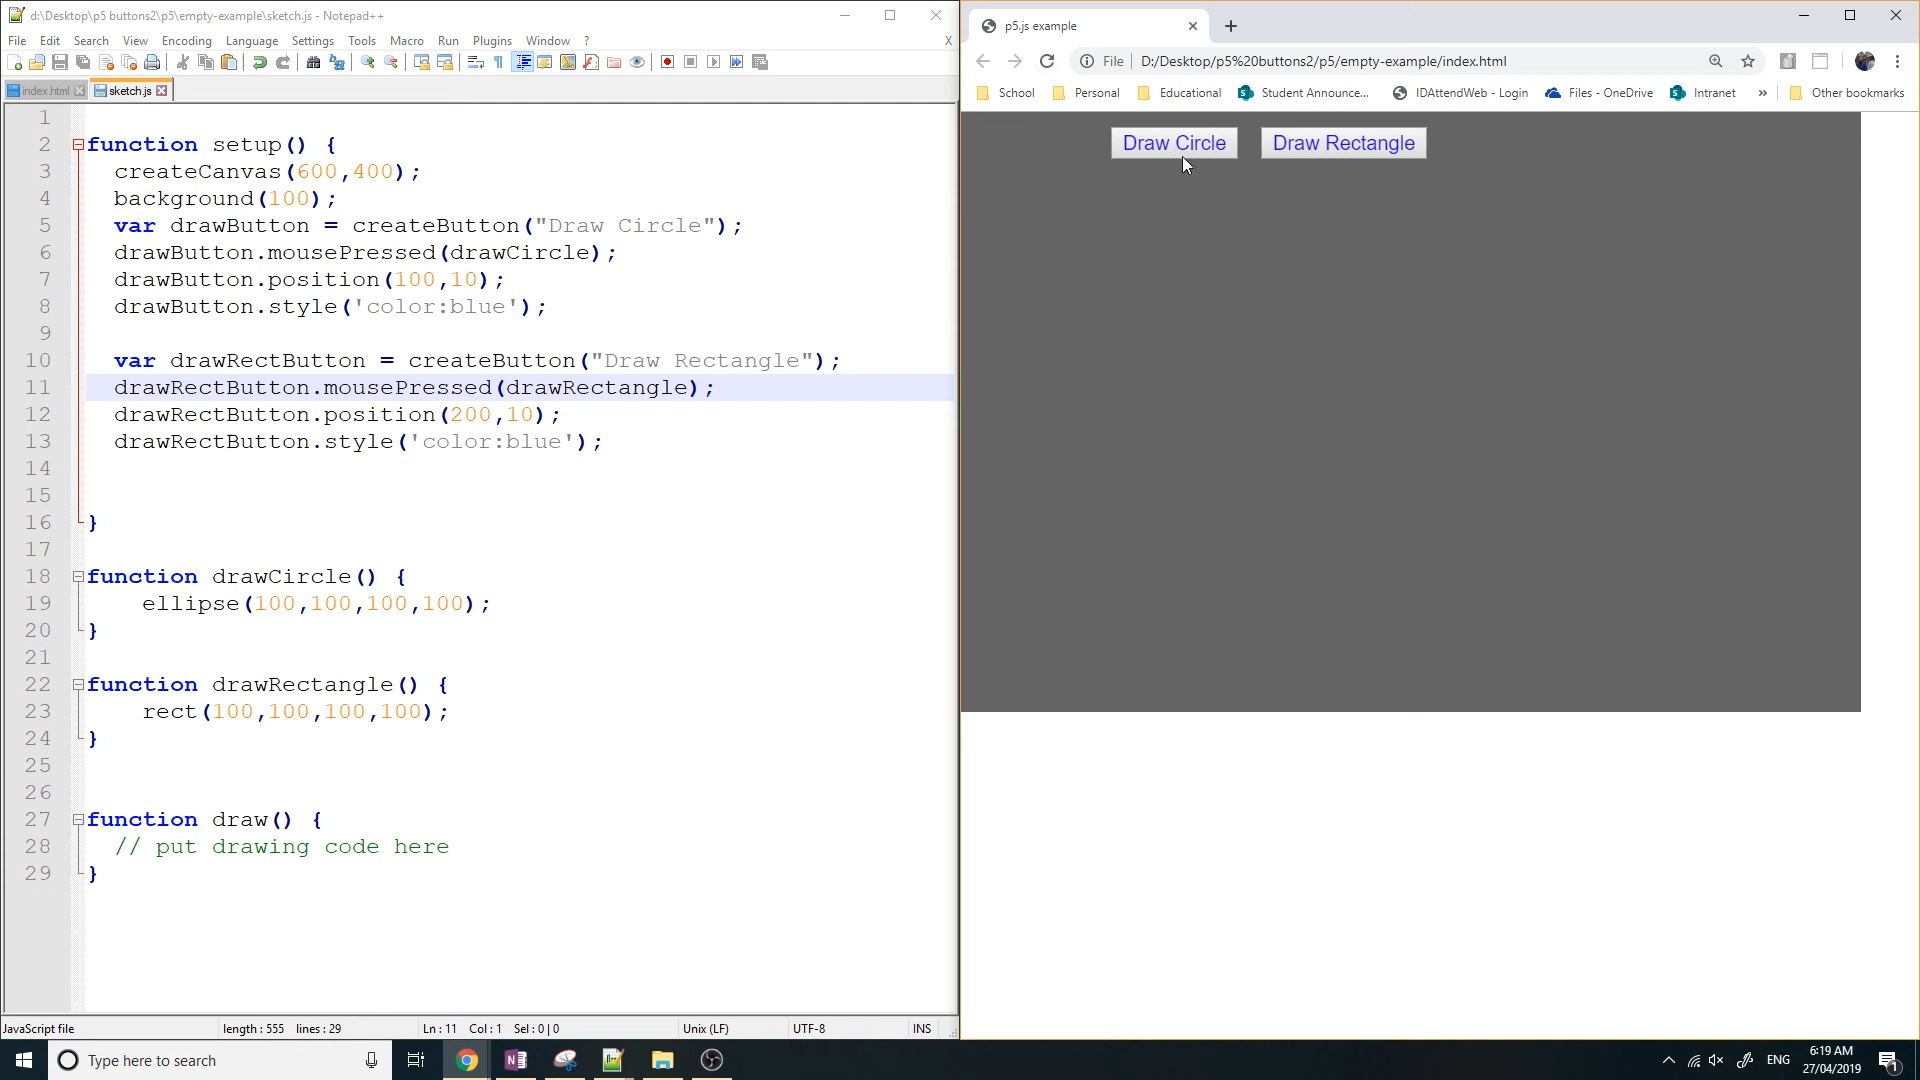 d:\Desktop\p5 buttons2\p5\empty-example\sketch.js - Notepad++
File Edit Search View Encoding Language Settings Tools Macro Run Plugins Window ? X
index.html sketch.js
1
2 function setup() {
3 createCanvas(600,400);
4 background(100);
5 var drawButton = createButton("Draw Circle");
6 drawButton.mousePressed(drawCircle);
7 drawButton.position(100,10);
8 drawButton.style('color:blue');
9
10 var drawRectButton = createButton("Draw Rectangle");
11 drawRectButton.mousePressed(drawRectangle);
12 drawRectButton.position(200,10);
13 drawRectButton.style('color:blue');
14
15
16 }
17
18 function drawCircle() {
19 ellipse(100,100,100,100);
20 }
21
22 function drawRectangle() {
23 rect(100,100,100,100);
24 }
25
26
27 function draw() {
28 // put drawing code here
29 }
JavaScript file length : 555 lines : 29 Ln : 11 Col : 1 Sel : 0 | 0 Unix (LF) UTF-8 INS
p5.js example
File D:/Desktop/p5%20buttons2/p5/empty-example/index.html
School Personal Educational Student Announce... IDAttendWeb - Login Files - OneDrive Intranet » Other bookmarks
Draw Circle Draw Rectangle
Type here to search
ENG 6:19 AM
27/04/2019
1